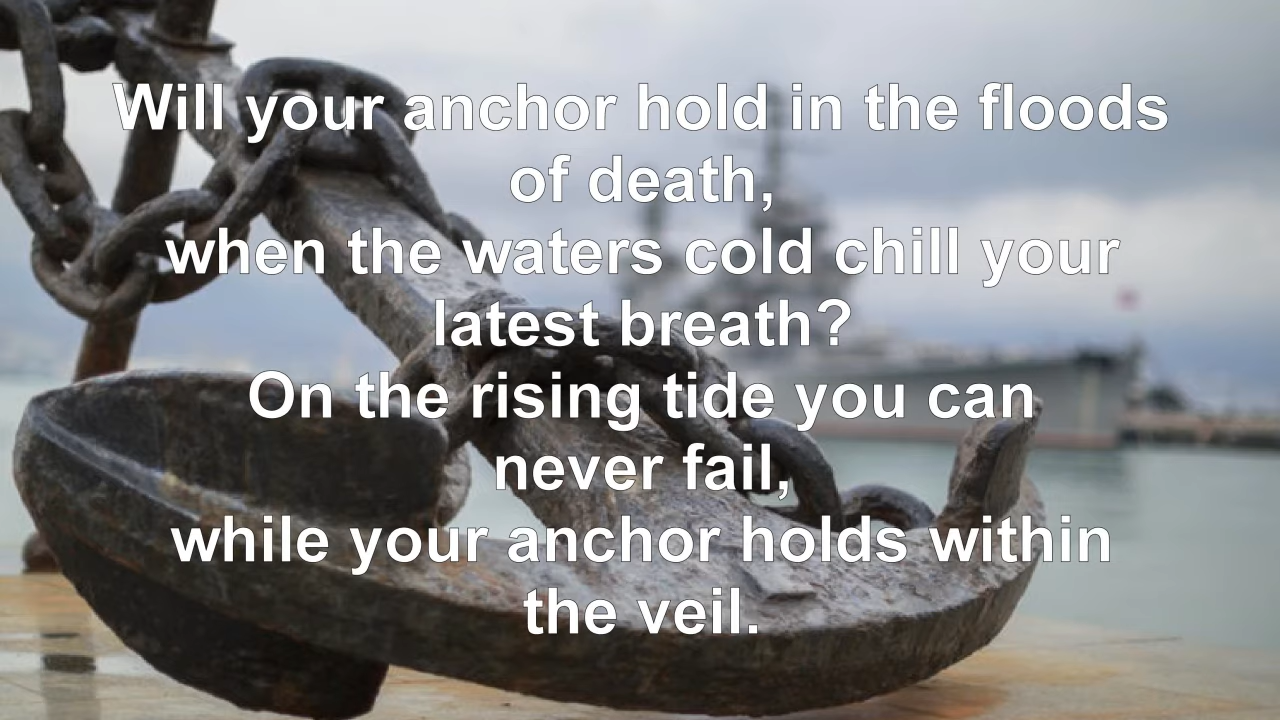 Will your anchor hold in the floods
of death,
when the waters cold chill your
latest breath?
On the rising tide you can
never fail,
while your anchor holds within
the veil.